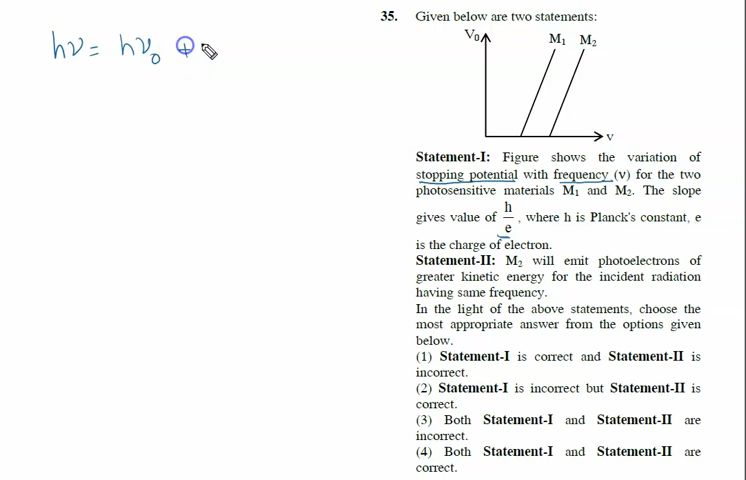 35. Given below are two statements:
V₀ M₁ M₂
hν = hν₀ +
v
Statement-I: Figure shows the variation of
stopping potential with frequency (v) for the two
photosensitive materials M₁ and M₂. The slope
gives value of h/e, where h is Planck's constant, e
is the charge of electron.
Statement-II: M₂ will emit photoelectrons of
greater kinetic energy for the incident radiation
having same frequency.
In the light of the above statements, choose the
most appropriate answer from the options given
below.
(1) Statement-I is correct and Statement-II is
incorrect.
(2) Statement-I is incorrect but Statement-II is
correct.
(3) Both Statement-I and Statement-II are
incorrect.
(4) Both Statement-I and Statement-II are
correct.